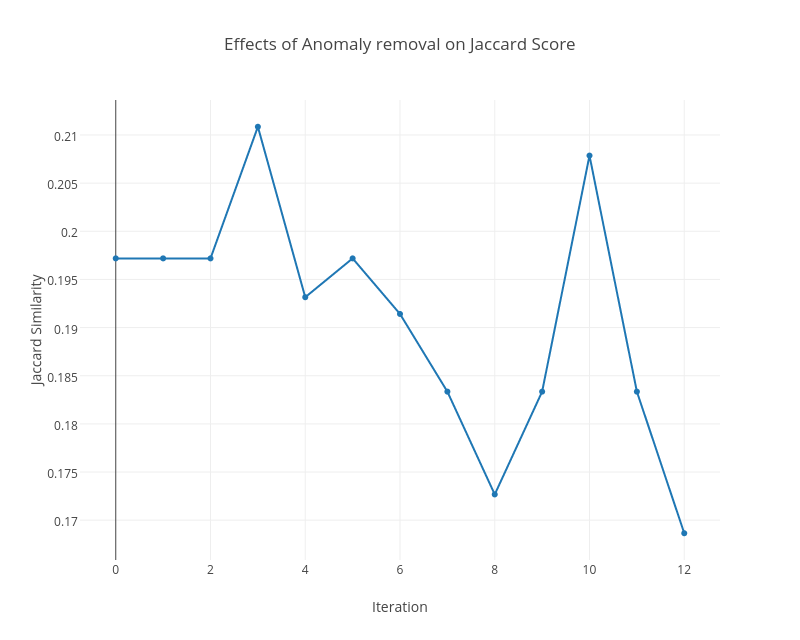 Effects of Anomaly removal on Jaccard Score
Jaccard Similarity
0.21
0.205
0.2
0.195
0.19
0.185
0.18
0.175
0.17
0 2 4 6 8 10 12
Iteration